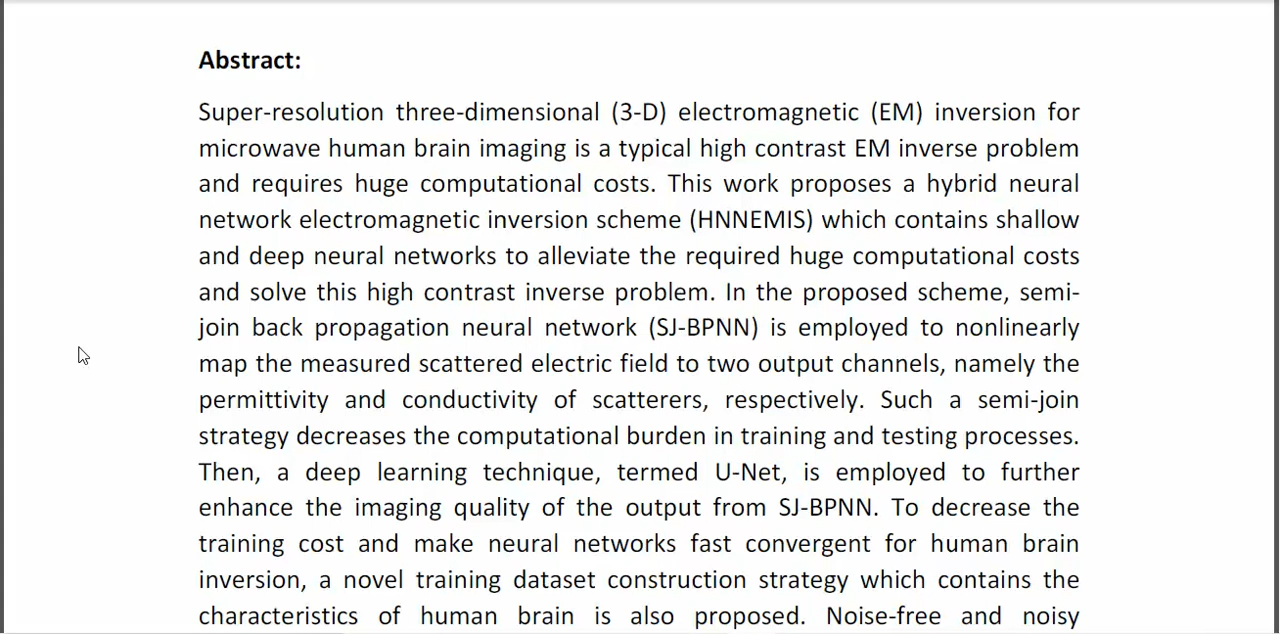 Abstract:
Super-resolution three-dimensional (3-D) electromagnetic (EM) inversion for
microwave human brain imaging is a typical high contrast EM inverse problem
and requires huge computational costs. This work proposes a hybrid neural
network electromagnetic inversion scheme (HNNEMIS) which contains shallow
and deep neural networks to alleviate the required huge computational costs
and solve this high contrast inverse problem. In the proposed scheme, semi-
join back propagation neural network (SJ-BPNN) is employed to nonlinearly
map the measured scattered electric field to two output channels, namely the
permittivity and conductivity of scatterers, respectively. Such a semi-join
strategy decreases the computational burden in training and testing processes.
Then, a deep learning technique, termed U-Net, is employed to further
enhance the imaging quality of the output from SJ-BPNN. To decrease the
training cost and make neural networks fast convergent for human brain
inversion, a novel training dataset construction strategy which contains the
characteristics of human brain is also proposed. Noise-free and noisy